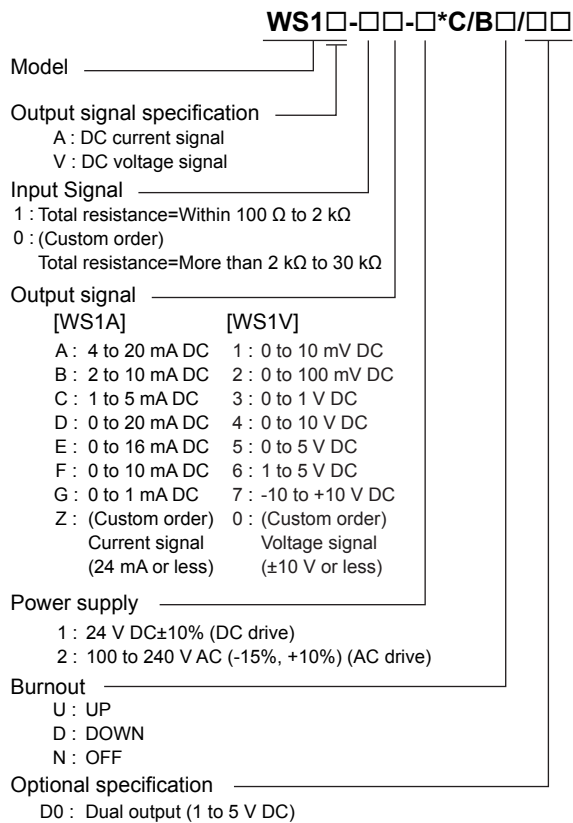 WS1□-□□-□*C/B□/□□
Model
Output signal specification
A : DC current signal
V : DC voltage signal
Input Signal
1 : Total resistance=Within 100 Ω to 2 kΩ
0 : (Custom order)
Total resistance=More than 2 kΩ to 30 kΩ
Output signal
[WS1A] [WS1V]
A : 4 to 20 mA DC 1 : 0 to 10 mV DC
B : 2 to 10 mA DC 2 : 0 to 100 mV DC
C : 1 to 5 mA DC 3 : 0 to 1 V DC
D : 0 to 20 mA DC 4 : 0 to 10 V DC
E : 0 to 16 mA DC 5 : 0 to 5 V DC
F : 0 to 10 mA DC 6 : 1 to 5 V DC
G : 0 to 1 mA DC 7 : -10 to +10 V DC
Z : (Custom order) 0 : (Custom order)
Current signal Voltage signal
(24 mA or less) (±10 V or less)
Power supply
1 : 24 V DC±10% (DC drive)
2 : 100 to 240 V AC (-15%, +10%) (AC drive)
Burnout
U : UP
D : DOWN
N : OFF
Optional specification
D0 : Dual output (1 to 5 V DC)